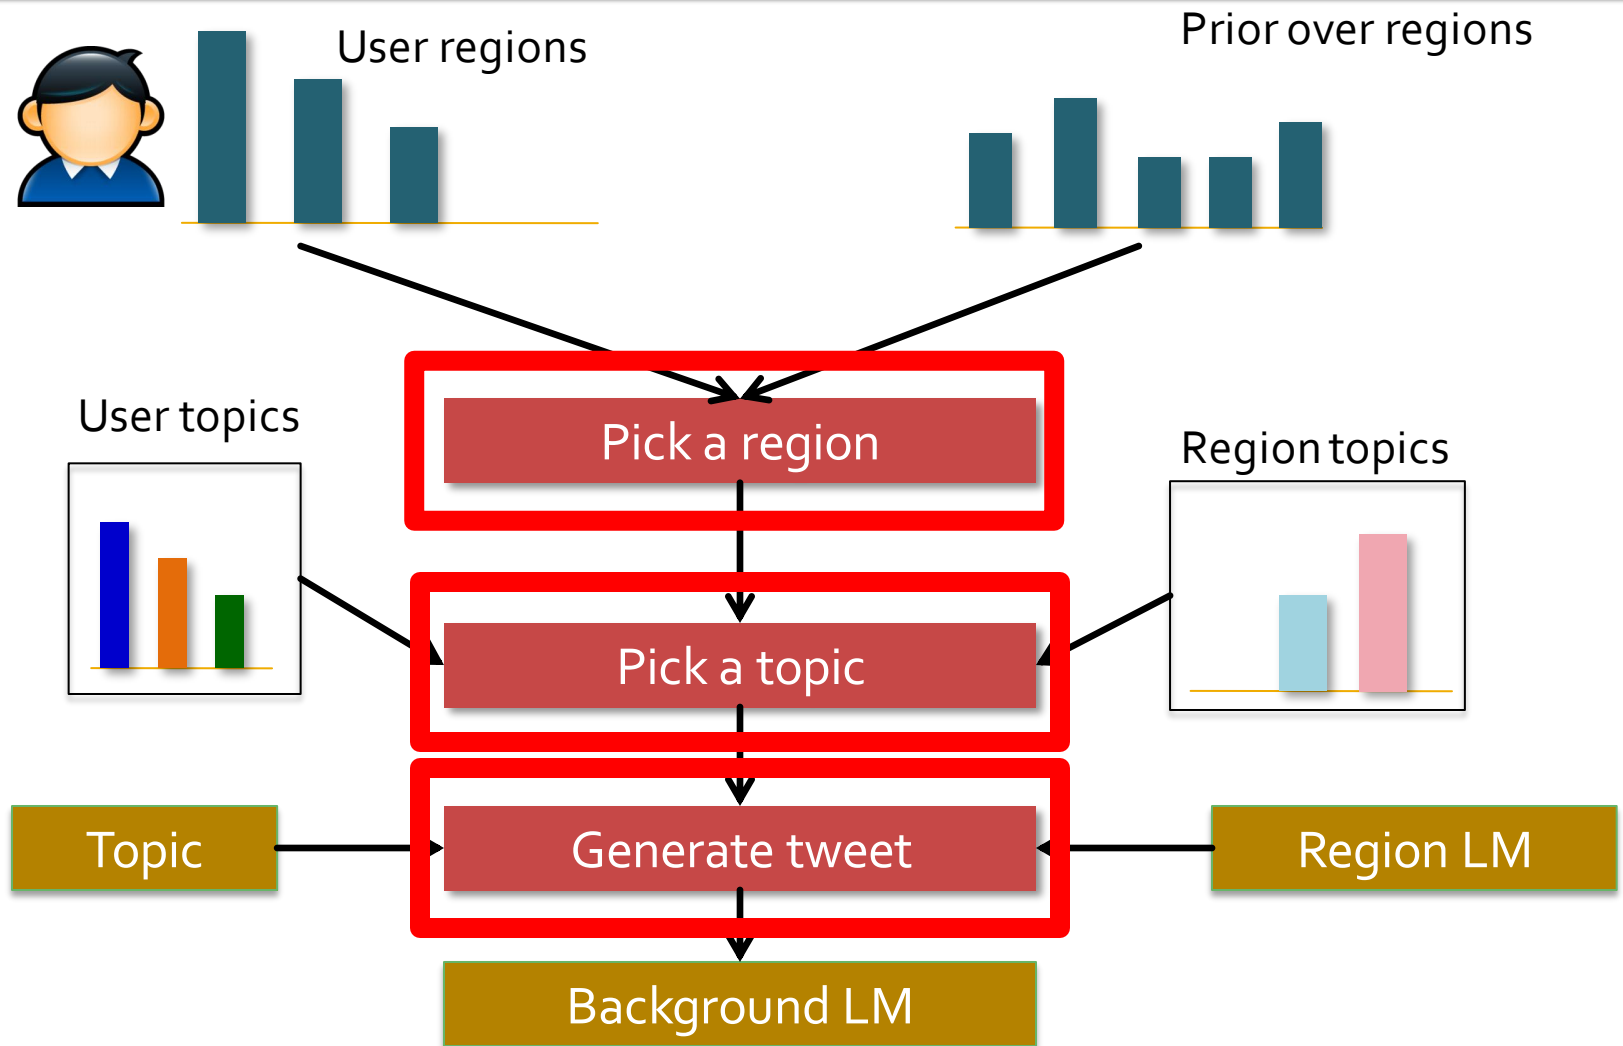 User regions
Prior over regions
Pick a region
User topics
Region topics
Pick a topic
Topic
Generate tweet
Region LM
Background LM